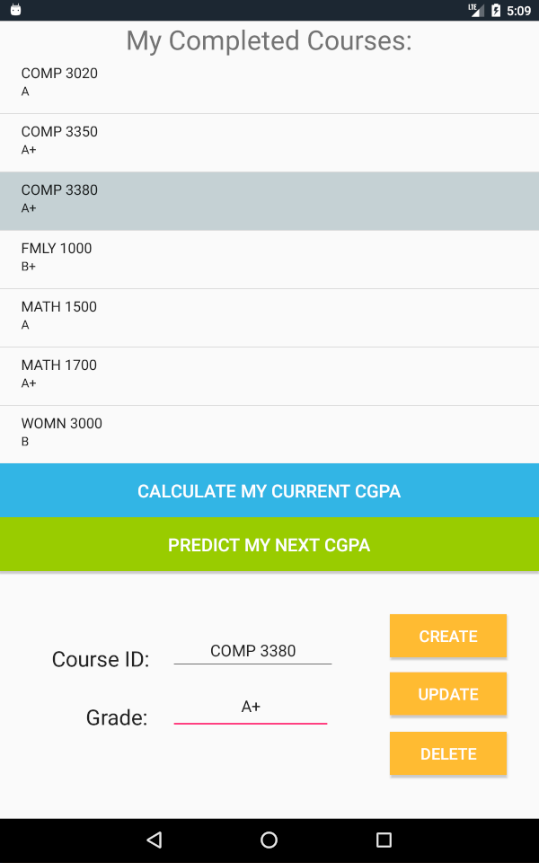 LTE 5:09
My Completed Courses:
COMP 3020
A
COMP 3350
A+
COMP 3380
A+
FMLY 1000
B+
MATH 1500
A
MATH 1700
A+
WOMN 3000
B
CALCULATE MY CURRENT CGPA
PREDICT MY NEXT CGPA
Course ID: COMP 3380
Grade: A+
CREATE
UPDATE
DELETE